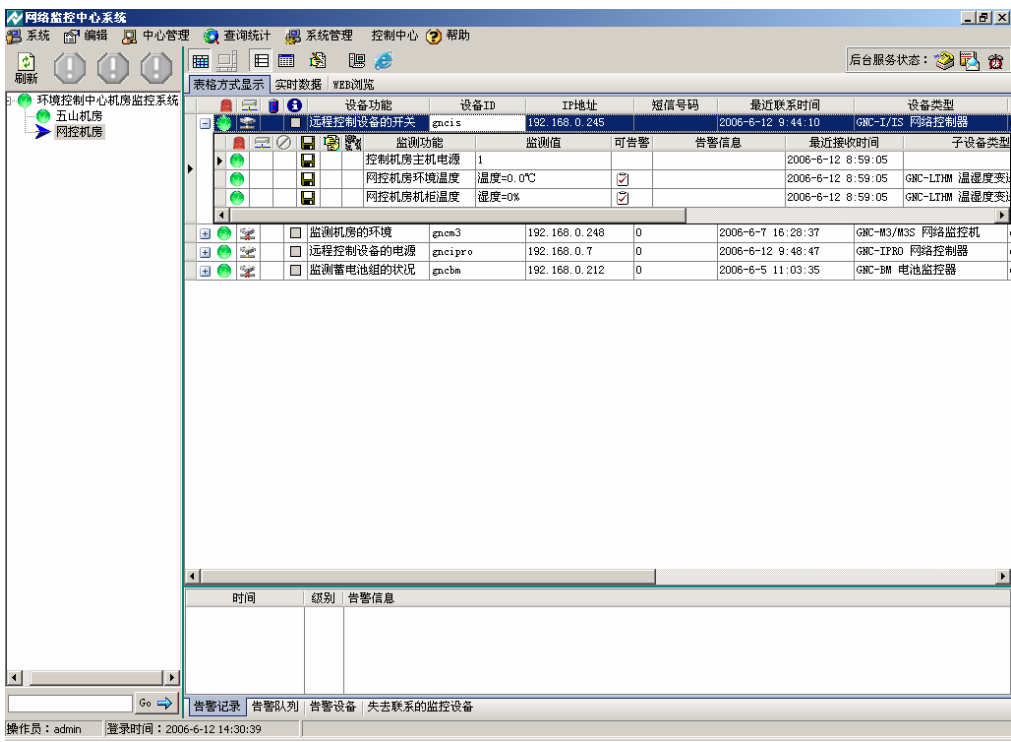 网络监控中心系统
系统 编辑 中心管理 查询统计 系统管理 控制中心 帮助
刷新
后台服务状态：
表格方式显示 实时数据 WEB浏览
环境控制中心机房监控系统
五山机房
网控机房
设备功能 设备ID IP地址 短信号码 最近联系时间 设备类型
远程控制设备的开关 gncis 192.168.0.245 2006-6-12 9:44:10 GNC-I/IS 网络控制器
监测功能 监测值 可告警 告警信息 最近接收时间 子设备类型
控制机房主机电源 1 2006-6-12 8:59:05
网控机房环境温度 温度=0.0℃ 2006-6-12 8:59:05 GNC-LTHM 温湿度变
网控机房机柜温度 湿度=0% 2006-6-12 8:59:05 GNC-LTHM 温湿度变
监测机房的环境 gncm3 192.168.0.248 0 2006-6-7 16:28:37 GNC-M3/M3S 网络监控机
远程控制设备的电源 gncipro 192.168.0.7 0 2006-6-12 9:48:47 GNC-IPRO 网络控制器
监测蓄电池组的状况 gncbm 192.168.0.212 0 2006-6-5 11:03:35 GNC-BM 电池监控器
时间 级别 告警信息
Go
告警记录 告警队列 告警设备 失去联系的监控设备
操作员：admin 登录时间：2006-6-12 14:30:39